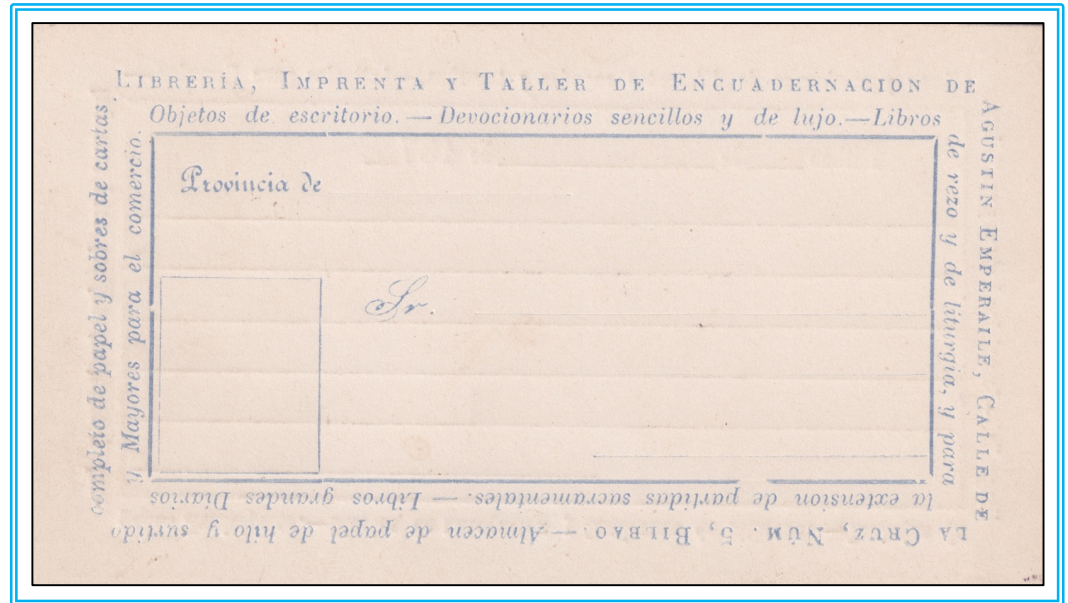 LIBRERÍA, IMPRENTA Y TALLER DE ENCUADERNACION DE
AGUSTIN EMPERAILE, CALLE DE
LA CRUZ, NÚM. 5, BILBAO.—Almacen de papel de hilo y surtido
completo de papel y sobres de cartas
Objetos de escritorio.—Devocionarios sencillos y de lujo.—Libros
de rezo y de liturgia, y para
la extension de partidas sacramentales.—Libros grandes Diarios
y Mayores para el comercio.
Provincia de
Sr.